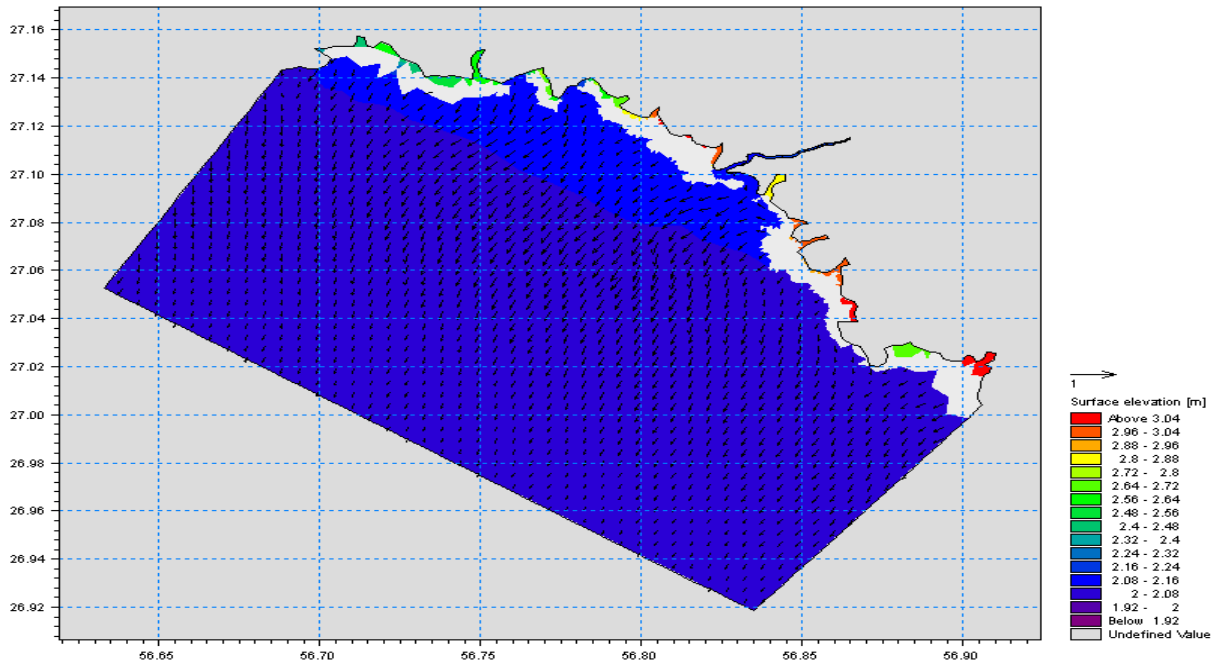 27.16
27.14
27.12
27.10
27.08
27.06
27.04
27.02
27.00
26.98
26.96
26.94
26.92
56.65 56.70 56.75 56.80 56.85 56.90
1
Surface elevation [m]
Above 3.04
2.96 - 3.04
2.88 - 2.96
2.8 - 2.88
2.72 - 2.8
2.64 - 2.72
2.56 - 2.64
2.48 - 2.56
2.4 - 2.48
2.32 - 2.4
2.24 - 2.32
2.16 - 2.24
2.08 - 2.16
2 - 2.08
1.92 - 2
Below 1.92
Undefined Value